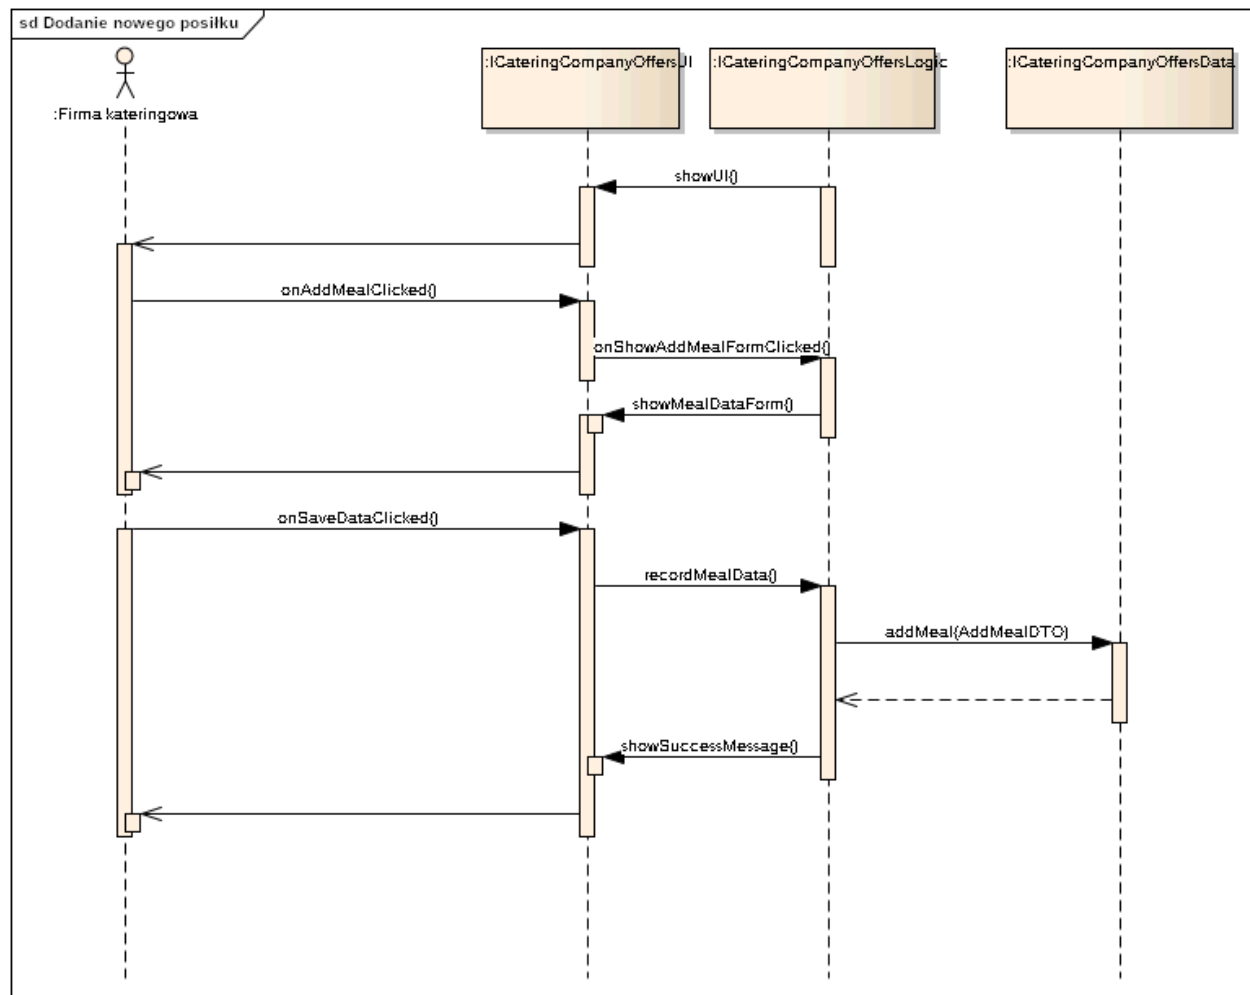 sd Dodanie nowego posiłku
:Firma kateringowa
:ICateringCompanyOffersUI
:ICateringCompanyOffersLogic
:ICateringCompanyOffersData
showUI()
onAddMealClicked()
onShowAddMealFormClicked()
showMealDataForm()
onSaveDataClicked()
recordMealData()
addMeal(AddMealDTO)
showSuccessMessage()